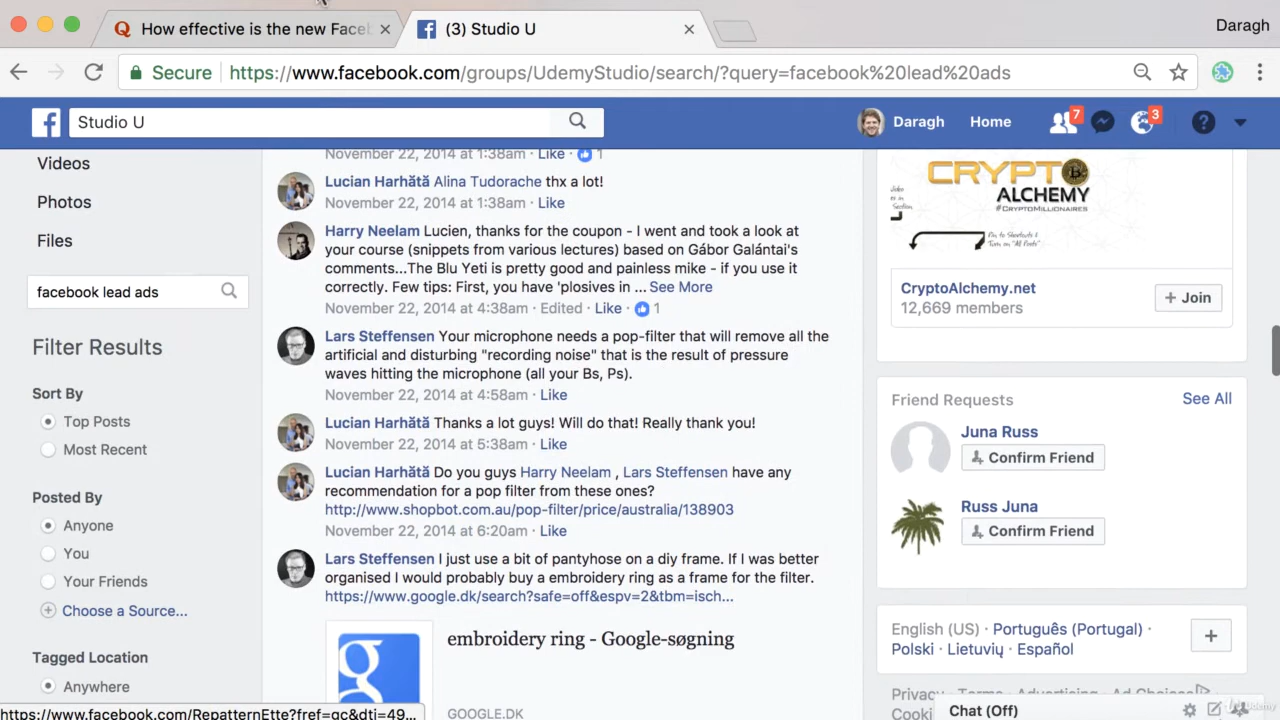 How effective is the new Faceb
(3) Studio U
Daragh
Secure
https://www.facebook.com/groups/UdemyStudio/search/?query=facebook%20lead%20ads
Studio U
Daragh
Home
7
3
Videos
Photos
Files
facebook lead ads
Filter Results
Sort By
Top Posts
Most Recent
Posted By
Anyone
You
Your Friends
Choose a Source...
Tagged Location
Anywhere
https://www.facebook.com/RepatternEtte?fref=gc&dti=49...
November 22, 2014 at 1:38am · Like · 1
Lucian Harhătă Alina Tudorache thx a lot!
November 22, 2014 at 1:38am · Like
Harry Neelam Lucien, thanks for the coupon - I went and took a look at
your course (snippets from various lectures) based on Gábor Galántai's
comments...The Blu Yeti is pretty good and painless mike - if you use it
correctly. Few tips: First, you have 'plosives in ... See More
November 22, 2014 at 4:38am · Edited · Like · 1
Lars Steffensen Your microphone needs a pop-filter that will remove all the
artificial and disturbing "recording noise" that is the result of pressure
waves hitting the microphone (all your Bs, Ps).
November 22, 2014 at 4:58am · Like
Lucian Harhătă Thanks a lot guys! Will do that! Really thank you!
November 22, 2014 at 5:38am · Like
Lucian Harhătă Do you guys Harry Neelam , Lars Steffensen have any
recommendation for a pop filter from these ones?
http://www.shopbot.com.au/pop-filter/price/australia/138903
November 22, 2014 at 6:20am · Like
Lars Steffensen I just use a bit of pantyhose on a diy frame. If I was better
organised I would probably buy a embroidery ring as a frame for the filter.
https://www.google.dk/search?safe=off&espv=2&tbm=isch...
embroidery ring - Google-søgning
GOOGLE.DK
CRYPTO
ALCHEMY
#CRYPTOMILLIONAIRES
CryptoAlchemy.net
12,669 members
+ Join
Friend Requests
See All
Juna Russ
Confirm Friend
Russ Juna
Confirm Friend
English (US) · Português (Portugal) ·
Polski · Lietuvių · Español
Privacy · Terms · Advertising · Ad Choices
Cooki
Chat (Off)
Udemy